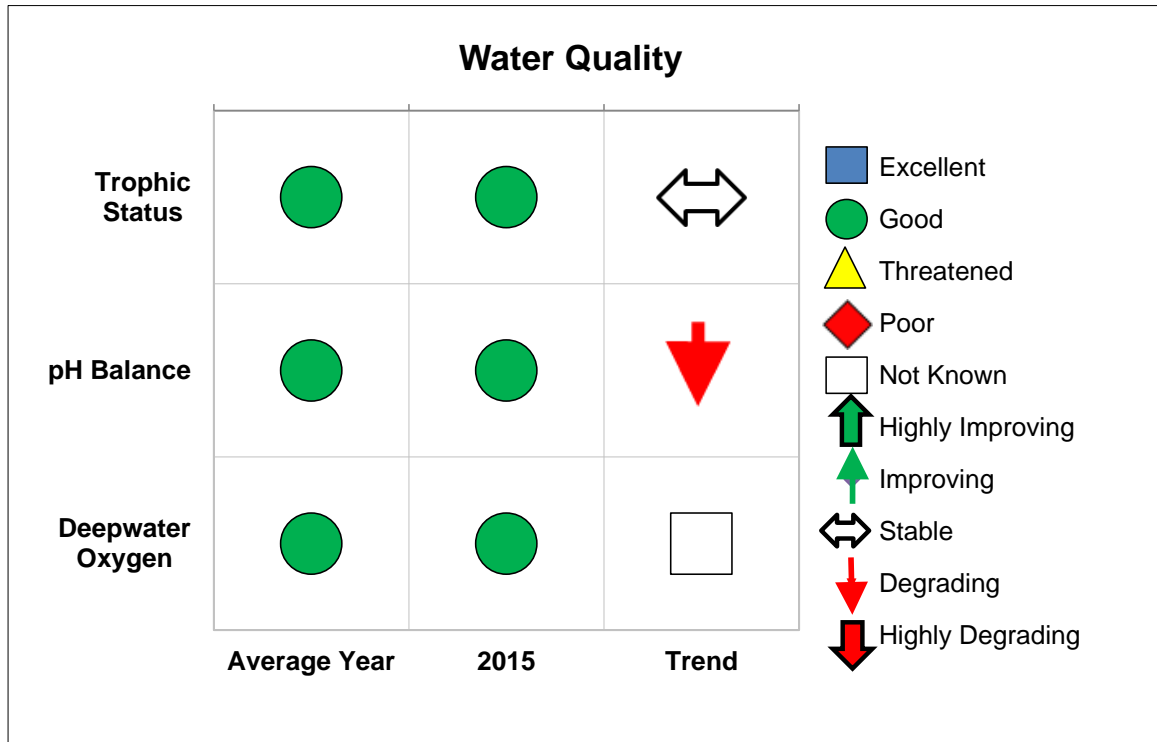 Water Quality
Trophic
Status
pH Balance
Deepwater
Oxygen
Average Year
2015
Trend
Excellent
Good
Threatened
Poor
Not Known
Highly Improving
Improving
Stable
Degrading
Highly Degrading